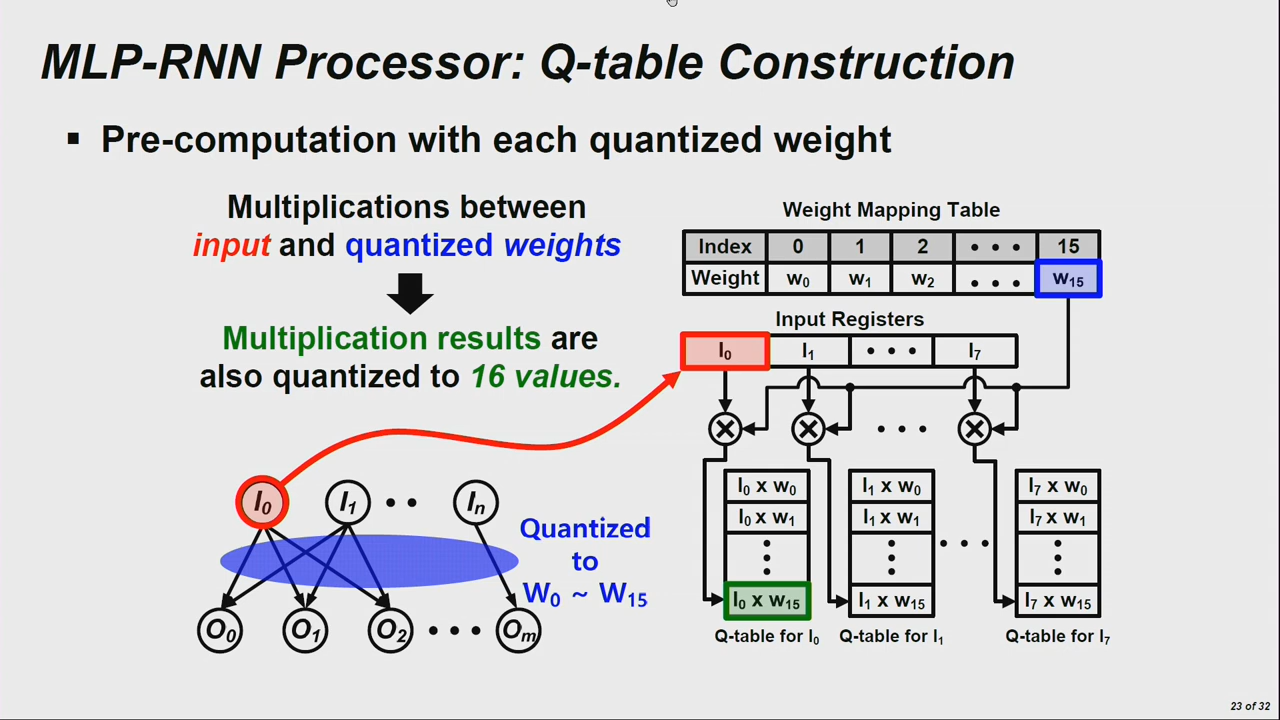 MLP-RNN Processor: Q-table Construction
▪ Pre-computation with each quantized weight
Multiplications between
input and quantized weights
Multiplication results are
also quantized to 16 values.
I0 I1 • • In
Quantized
to
W0 ~ W15
O0 O1 O2 • • • Om
Weight Mapping Table
Index 0 1 2 • • • 15
Weight w0 w1 w2 • • • w15
Input Registers
I0 I1 • • • I7
• • •
I0 x w0 I1 x w0 I7 x w0
I0 x w1 I1 x w1 I7 x w1
• • •
I0 x w15 I1 x w15 I7 x w15
Q-table for I0 Q-table for I1 Q-table for I7
23 of 32